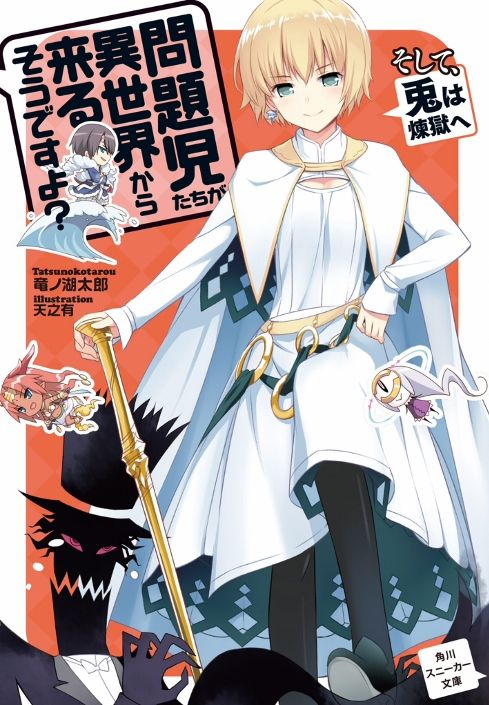 問題児たちが
異世界から
来る
そうですよ?
そして、
兎は
煉獄へ
Tatsunokotarou
竜ノ湖太郎
illustration
天之有
角川
スニーカー
文庫